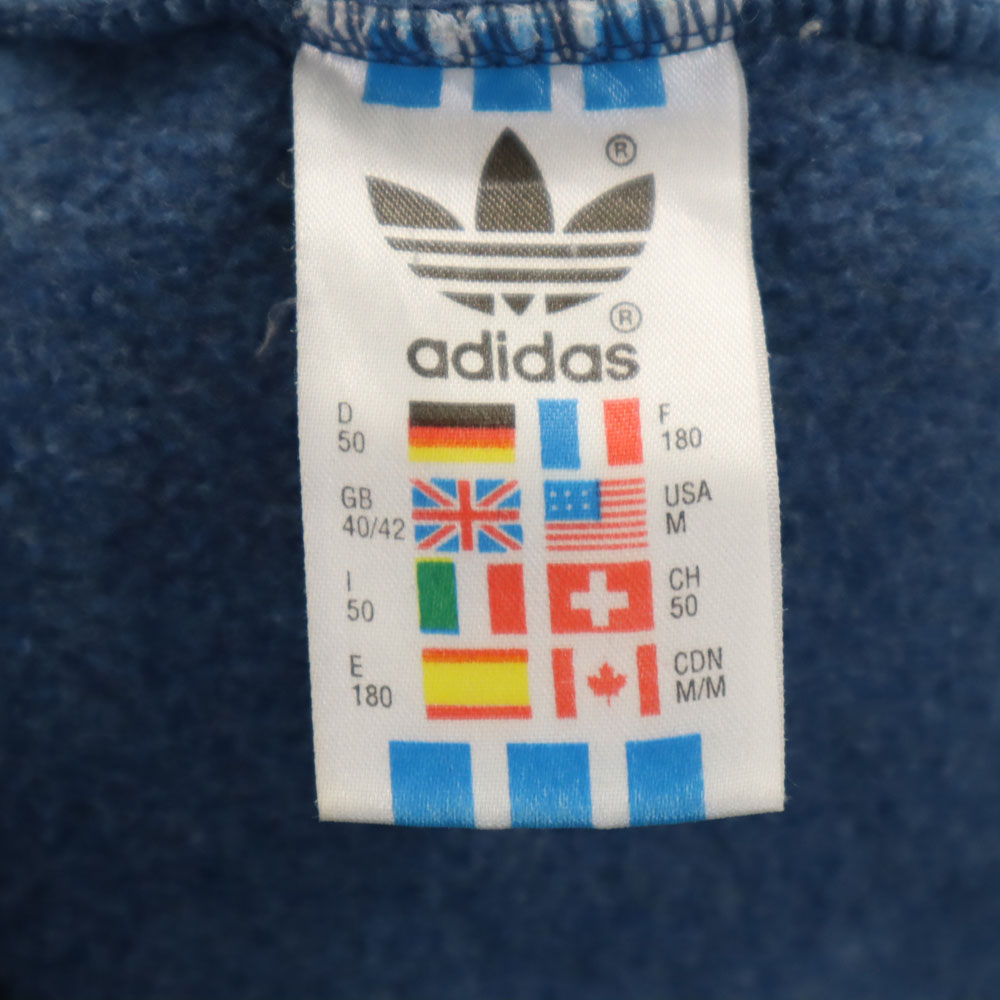 ®
®
adidas
D
50
F
180
GB
40/42
USA
M
I
50
CH
50
E
180
CDN
M/M